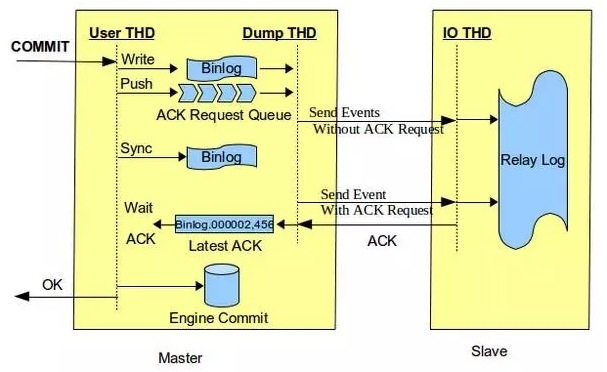 User THD
Dump THD
IO THD
COMMIT
Write
Binlog
Push
ACK Request Queue
Send Events
Without ACK Request
Sync
Binlog
Relay Log
Send Event
With ACK Request
Wait
ACK
Binlog.000002,456
Latest ACK
ACK
OK
Engine Commit
Master
Slave